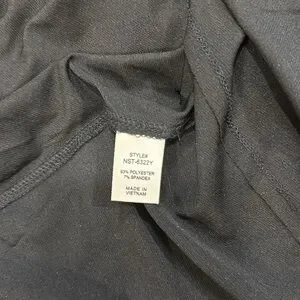 STYLE#
NST-6322Y
93% POLYESTER
7% SPANDEX
MADE IN
VIETNAM